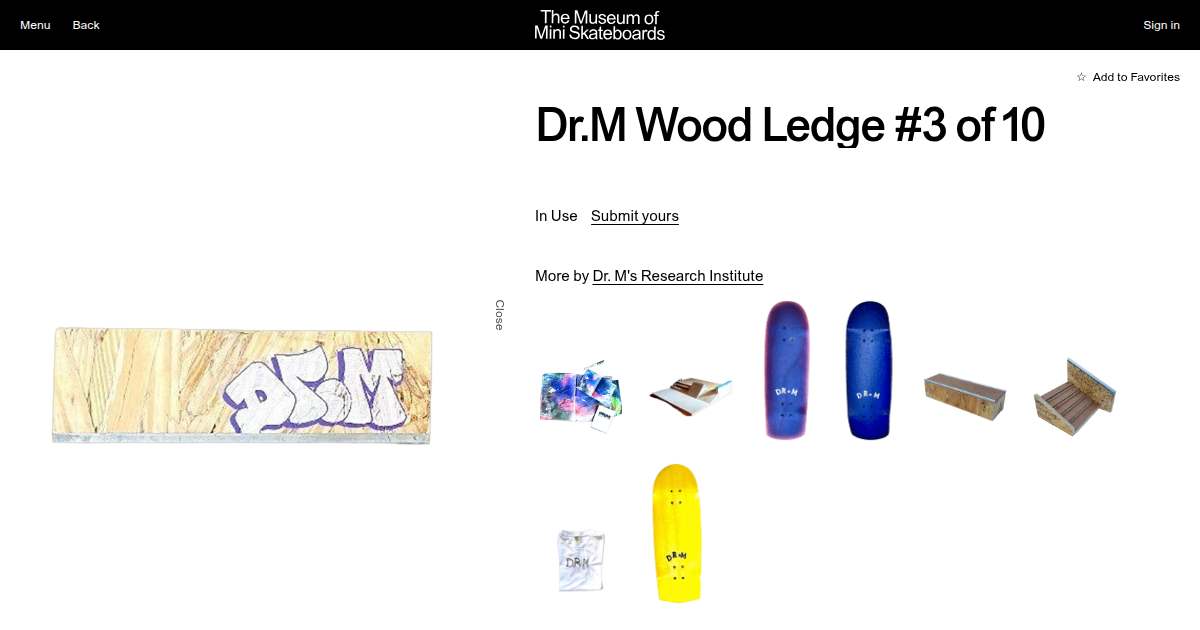 Menu
Back
The Museum of
Mini Skateboards
Sign in
☆ Add to Favorites
Dr.M Wood Ledge #3 of 10
In Use
Submit yours
More by Dr. M's Research Institute
Close
Dr.M
DR•M
DR•M
DR.M
DR•M